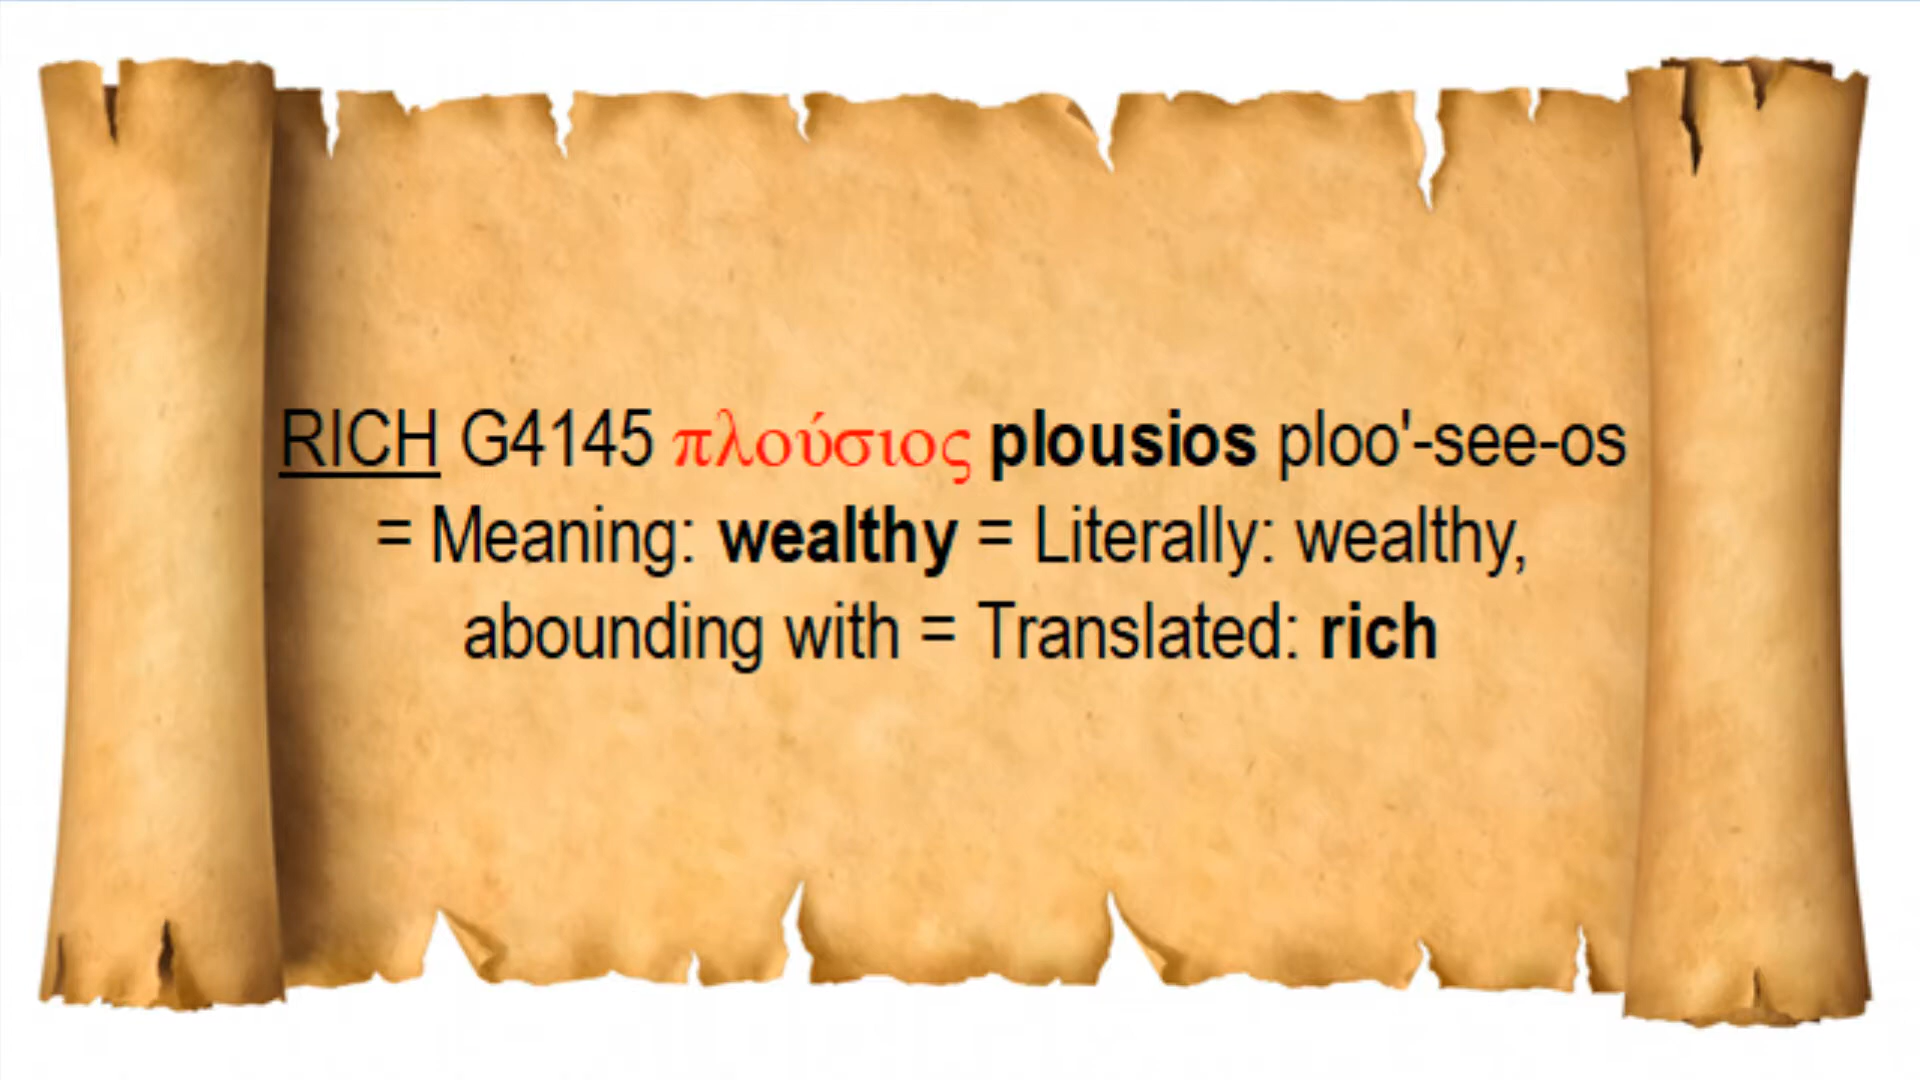 RICH G4145 πλούσιος plousios ploo'-see-os
= Meaning: wealthy = Literally: wealthy,
abounding with = Translated: rich